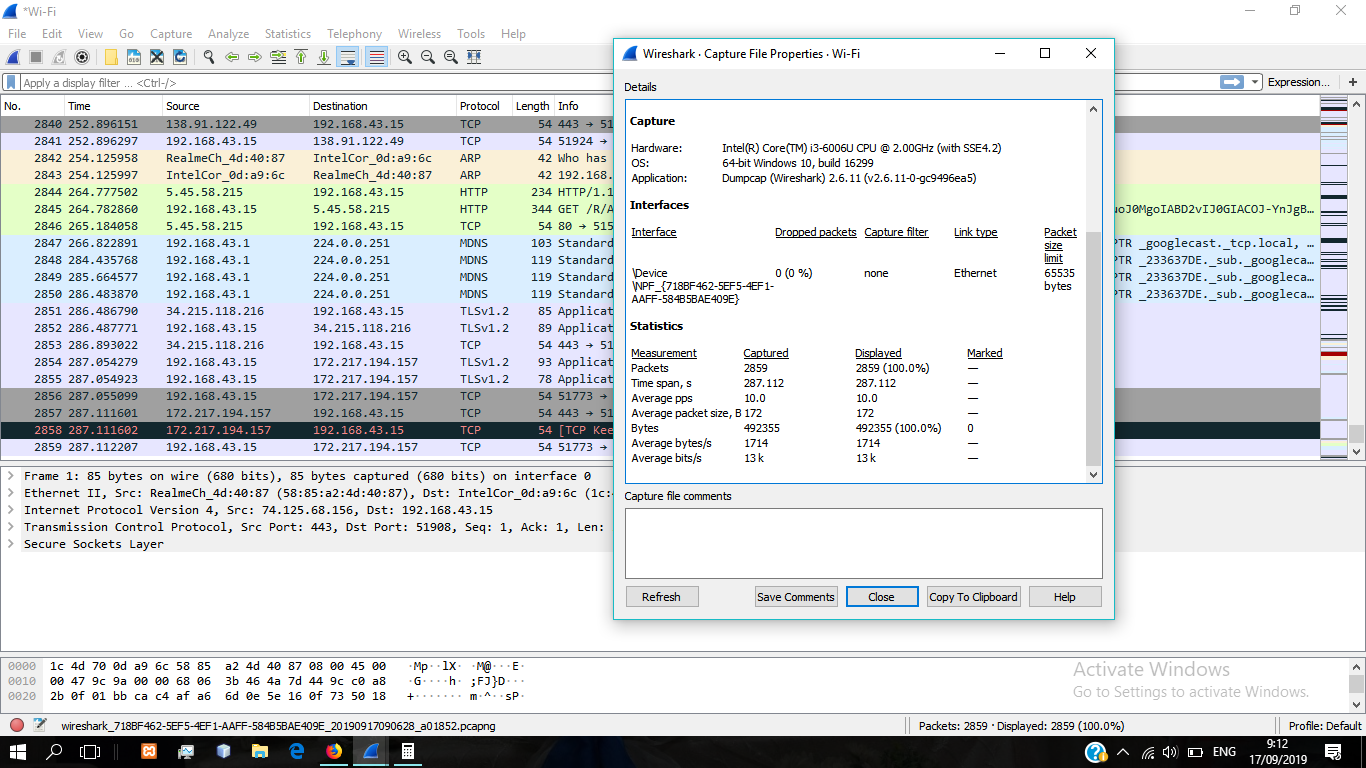 *Wi-Fi
File Edit View Go Capture Analyze Statistics Telephony Wireless Tools Help
Apply a display filter ... <Ctrl-/>
Expression... +
No. Time Source Destination Protocol Length Info
2840 252.896151 138.91.122.49 192.168.43.15 TCP 54 443 → 51
2841 252.896297 192.168.43.15 138.91.122.49 TCP 54 51924 →
2842 254.125958 RealmeCh_4d:40:87 IntelCor_0d:a9:6c ARP 42 Who has
2843 254.125997 IntelCor_0d:a9:6c RealmeCh_4d:40:87 ARP 42 192.168.
2844 264.777502 5.45.58.215 192.168.43.15 HTTP 234 HTTP/1.1
2845 264.782860 192.168.43.15 5.45.58.215 HTTP 344 GET /R/A uoJ0MgoIABD2vIJ0GIACOJ-YnJgB...
2846 265.184058 5.45.58.215 192.168.43.15 TCP 54 80 → 515
2847 266.822891 192.168.43.1 224.0.0.251 MDNS 103 Standard PTR _googlecast._tcp.local, ...
2848 284.435768 192.168.43.1 224.0.0.251 MDNS 119 Standard PTR _233637DE._sub._googleca...
2849 285.664577 192.168.43.1 224.0.0.251 MDNS 119 Standard PTR _233637DE._sub._googleca...
2850 286.483870 192.168.43.1 224.0.0.251 MDNS 119 Standard PTR _233637DE._sub._googleca...
2851 286.486790 34.215.118.216 192.168.43.15 TLSv1.2 85 Applicat
2852 286.487771 192.168.43.15 34.215.118.216 TLSv1.2 89 Applicat
2853 286.893022 34.215.118.216 192.168.43.15 TCP 54 443 → 51
2854 287.054279 192.168.43.15 172.217.194.157 TLSv1.2 93 Applicat
2855 287.054923 192.168.43.15 172.217.194.157 TLSv1.2 78 Applicat
2856 287.055099 192.168.43.15 172.217.194.157 TCP 54 51773 →
2857 287.111601 172.217.194.157 192.168.43.15 TCP 54 443 → 51
2858 287.111602 172.217.194.157 192.168.43.15 TCP 54 [TCP Kee
2859 287.112207 192.168.43.15 172.217.194.157 TCP 54 51773 →
Frame 1: 85 bytes on wire (680 bits), 85 bytes captured (680 bits) on interface 0
Ethernet II, Src: RealmeCh_4d:40:87 (58:85:a2:4d:40:87), Dst: IntelCor_0d:a9:6c (1c:4
Internet Protocol Version 4, Src: 74.125.68.156, Dst: 192.168.43.15
Transmission Control Protocol, Src Port: 443, Dst Port: 51908, Seq: 1, Ack: 1, Len:
Secure Sockets Layer
0000 1c 4d 70 0d a9 6c 58 85 a2 4d 40 87 08 00 45 00 ·Mp··lX· ·M@···E·
0010 00 47 9c 9a 00 00 68 06 3b 46 4a 7d 44 9c c0 a8 ·G····h· ;FJ}D···
0020 2b 0f 01 bb ca c4 af a6 6d 0e 5e 16 0f 73 50 18 +······· m·^··sP·
Wireshark · Capture File Properties · Wi-Fi
Details
Capture
Hardware: Intel(R) Core(TM) i3-6006U CPU @ 2.00GHz (with SSE4.2)
OS: 64-bit Windows 10, build 16299
Application: Dumpcap (Wireshark) 2.6.11 (v2.6.11-0-gc9496ea5)
Interfaces
Interface Dropped packets Capture filter Link type Packet
size
limit
\Device 0 (0 %) none Ethernet 65535
\NPF_{718BF462-5EF5-4EF1- bytes
AAFF-584B5BAE409E}
Statistics
Measurement Captured Displayed Marked
Packets 2859 2859 (100.0%) —
Time span, s 287.112 287.112 —
Average pps 10.0 10.0 —
Average packet size, B 172 172 —
Bytes 492355 492355 (100.0%) 0
Average bytes/s 1714 1714 —
Average bits/s 13 k 13 k —
Capture file comments
Refresh Save Comments Close Copy To Clipboard Help
Activate Windows
Go to Settings to activate Windows.
wireshark_718BF462-5EF5-4EF1-AAFF-584B5BAE409E_20190917090628_a01852.pcapng
Packets: 2859 · Displayed: 2859 (100.0%)
Profile: Default
ENG
9:12
17/09/2019